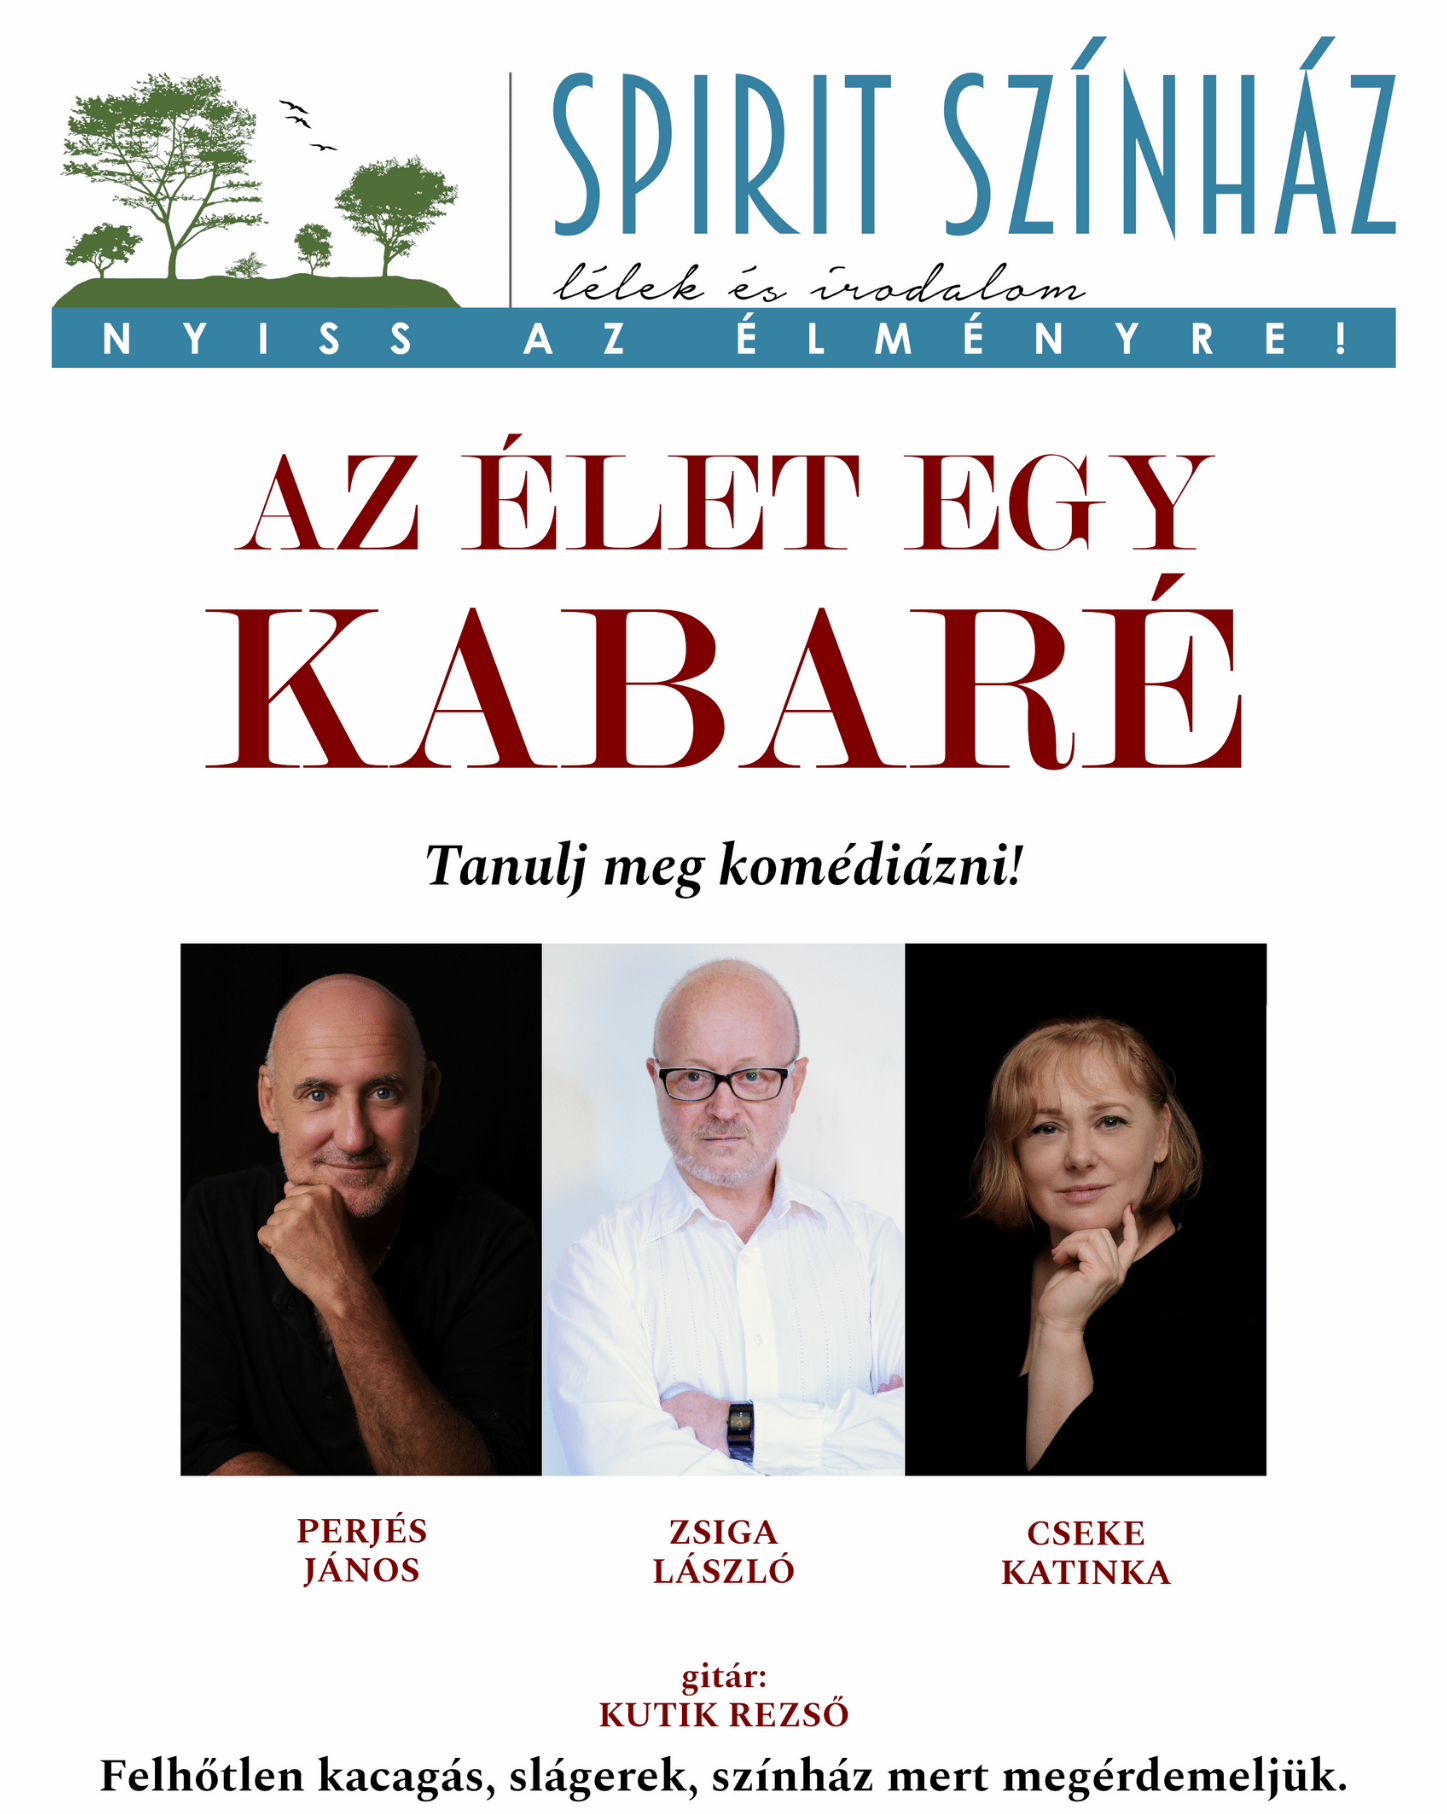 SPIRIT SZÍNHÁZ
lélek és irodalom
NYISS AZ ÉLMÉNYRE!
AZ ÉLET EGY
KABARÉ
Tanulj meg komédiázni!
PERJÉS
JÁNOS
ZSIGA
LÁSZLÓ
CSEKE
KATINKA
gitár:
KUTIK REZSŐ
Felhőtlen kacagás, slágerek, színház mert megérdemeljük.